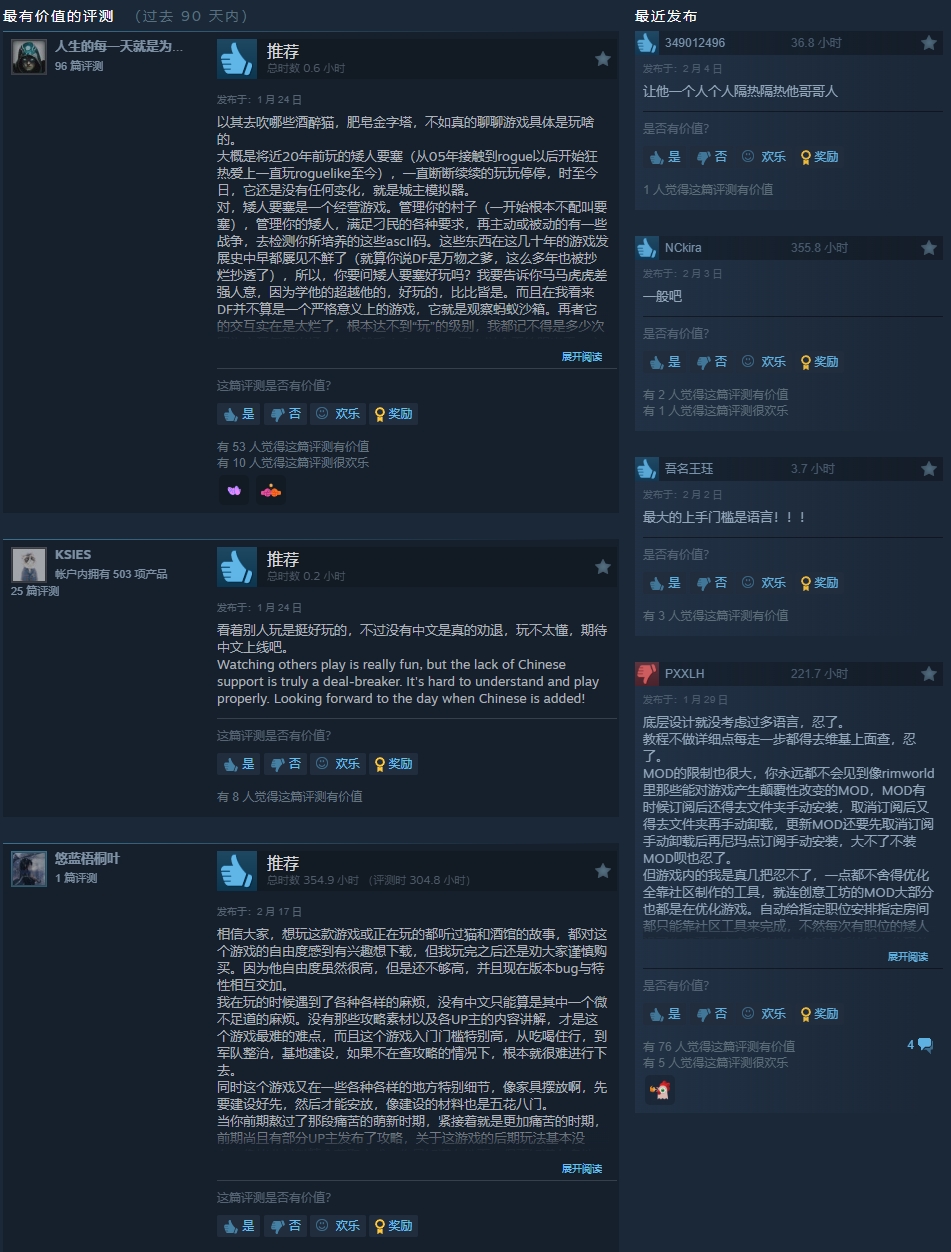 最有价值的评测 （过去 90 天内）
人生的每一天就是为...
96 篇评测
推荐
总时数 0.6 小时
发布于：1 月 24 日
以其去吹哪些酒醉猫，肥皂金字塔，不如真的聊聊游戏具体是玩啥
的。
大概是将近20年前玩的矮人要塞（从05年接触到rogue以后开始狂
热爱上一直玩roguelike至今），一直断断续续的玩玩停停，时至今
日，它还是没有任何变化，就是城主模拟器。
对，矮人要塞是一个经营游戏。管理你的村子（一开始根本不配叫要
塞），管理你的矮人，满足刁民的各种要求，再主动或被动的有一些
战争，去检测你所培养的这些ascII码。这些东西在这几十年的游戏发
展史中早都屡见不鲜了（就算你说DF是万物之爹，这么多年也被抄
烂抄透了），所以，你要问矮人要塞好玩吗？我要告诉你马马虎虎差
强人意，因为学他的超越他的，好玩的，比比皆是。而且在我看来
DF并不算是一个严格意义上的游戏，它就是观察蚂蚁沙箱。再者它
的交互实在是太烂了，根本达不到“玩”的级别，我都记不得是多少次
展开阅读
这篇评测是否有价值？
是 否 欢乐 奖励
有 53 人觉得这篇评测有价值
有 10 人觉得这篇评测很欢乐
KSIES
帐户内拥有 503 项产品
25 篇评测
推荐
总时数 0.2 小时
发布于：1 月 24 日
看着别人玩是挺好玩的，不过没有中文是真的劝退，玩不太懂，期待
中文上线吧。
Watching others play is really fun, but the lack of Chinese
support is truly a deal-breaker. It's hard to understand and play
properly. Looking forward to the day when Chinese is added!
这篇评测是否有价值？
是 否 欢乐 奖励
有 8 人觉得这篇评测有价值
悠蓝梧桐叶
1 篇评测
推荐
总时数 354.9 小时 （评测时 304.8 小时）
发布于：2 月 17 日
相信大家，想玩这款游戏或正在玩的都听过猫和酒馆的故事，都对这
个游戏的自由度感到有兴趣想下载，但我玩完之后还是劝大家谨慎购
买。因为他自由度虽然很高，但是还不够高，并且现在版本bug与特
性相互交加。
我在玩的时候遇到了各种各样的麻烦，没有中文只能算是其中一个微
不足道的麻烦。没有那些攻略素材以及各UP主的内容讲解，才是这
个游戏最难的难点，而且这个游戏入门门槛特别高，从吃喝住行，到
军队整治，基地建设，如果不在查攻略的情况下，根本就很难进行下
去。
同时这个游戏又在一些各种各样的地方特别细节，像家具摆放啊，先
要建设好先，然后才能安放，像建设的材料也是五花八门。
当你前期熬过了那段痛苦的萌新时期，紧接着就是更加痛苦的时期，
前期尚且有部分UP主发布了攻略，关于这游戏的后期玩法基本没
展开阅读
这篇评测是否有价值？
是 否 欢乐 奖励
最近发布
349012496 36.8 小时
发布于：2 月 4 日
让他一个人个人隔热隔热他哥哥人
是否有价值？
是 否 欢乐 奖励
1 人觉得这篇评测有价值
NCkira 355.8 小时
发布于：2 月 3 日
一般吧
是否有价值？
是 否 欢乐 奖励
有 2 人觉得这篇评测有价值
有 1 人觉得这篇评测很欢乐
吾名王珏 3.7 小时
发布于：2 月 2 日
最大的上手门槛是语言！！！
是否有价值？
是 否 欢乐 奖励
有 3 人觉得这篇评测有价值
PXXLH 221.7 小时
发布于：1 月 29 日
底层设计就没考虑过多语言，忍了。
教程不做详细点每走一步都得去维基上面查，忍
了。
MOD的限制也很大，你永远都不会见到像rimworld
里那些能对游戏产生颠覆性改变的MOD，MOD有
时候订阅后还得去文件夹手动安装，取消订阅后又
得去文件夹再手动卸载，更新MOD还要先取消订阅
手动卸载后再尼玛点订阅手动安装，大不了不装
MOD呗也忍了。
但游戏内的我是真几把忍不了，一点都不舍得优化
全靠社区制作的工具，就连创意工坊的MOD大部分
也都是在优化游戏。自动给指定职位安排指定房间
都只能靠社区工具来完成，不然每次有职位的矮人
展开阅读
是否有价值？
是 否 欢乐 奖励
有 76 人觉得这篇评测有价值 4
有 5 人觉得这篇评测很欢乐